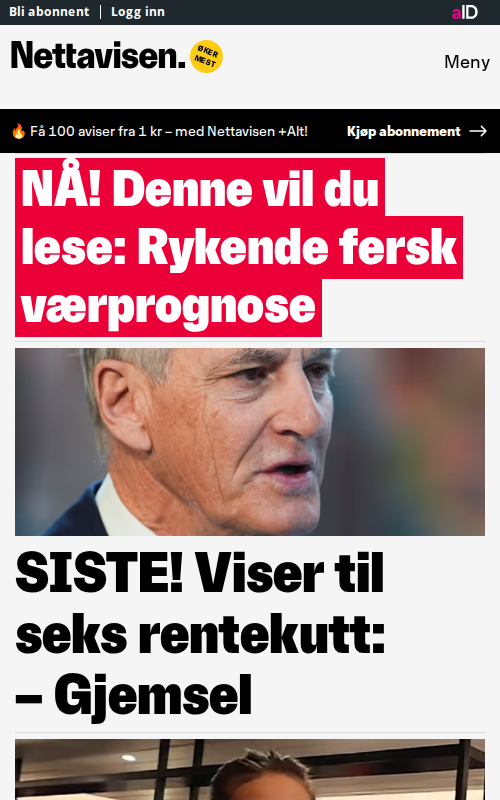 Bli abonnent | Logg inn
aID
Nettavisen.
ØKER
MEST
Meny
🔥 Få 100 aviser fra 1 kr – med Nettavisen +Alt!
Kjøp abonnement →
NÅ! Denne vil du
lese: Rykende fersk
værprognose
SISTE! Viser til
seks rentekutt:
– Gjemsel